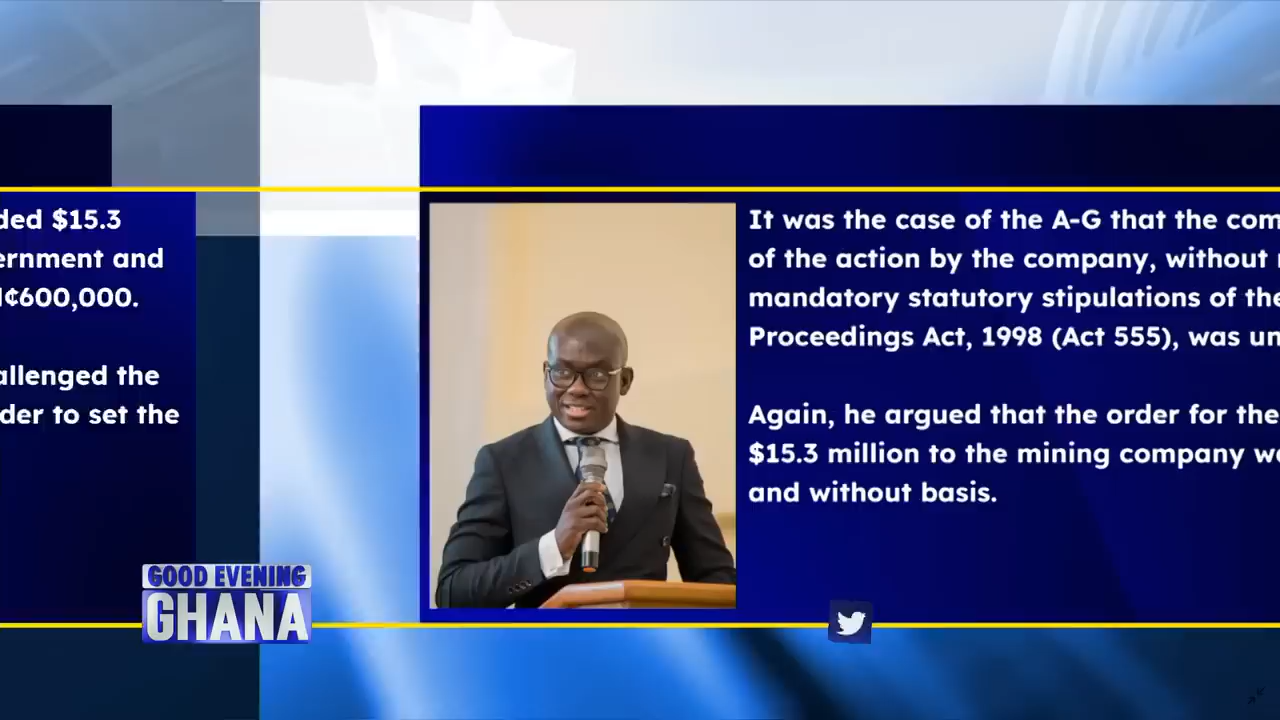 ded $15.3
ernment and
¢600,000.
allenged the
der to set the
It was the case of the A-G that the com
of the action by the company, without
mandatory statutory stipulations of the
Proceedings Act, 1998 (Act 555), was un
Again, he argued that the order for the
$15.3 million to the mining company w
and without basis.
GOOD EVENING
GHANA